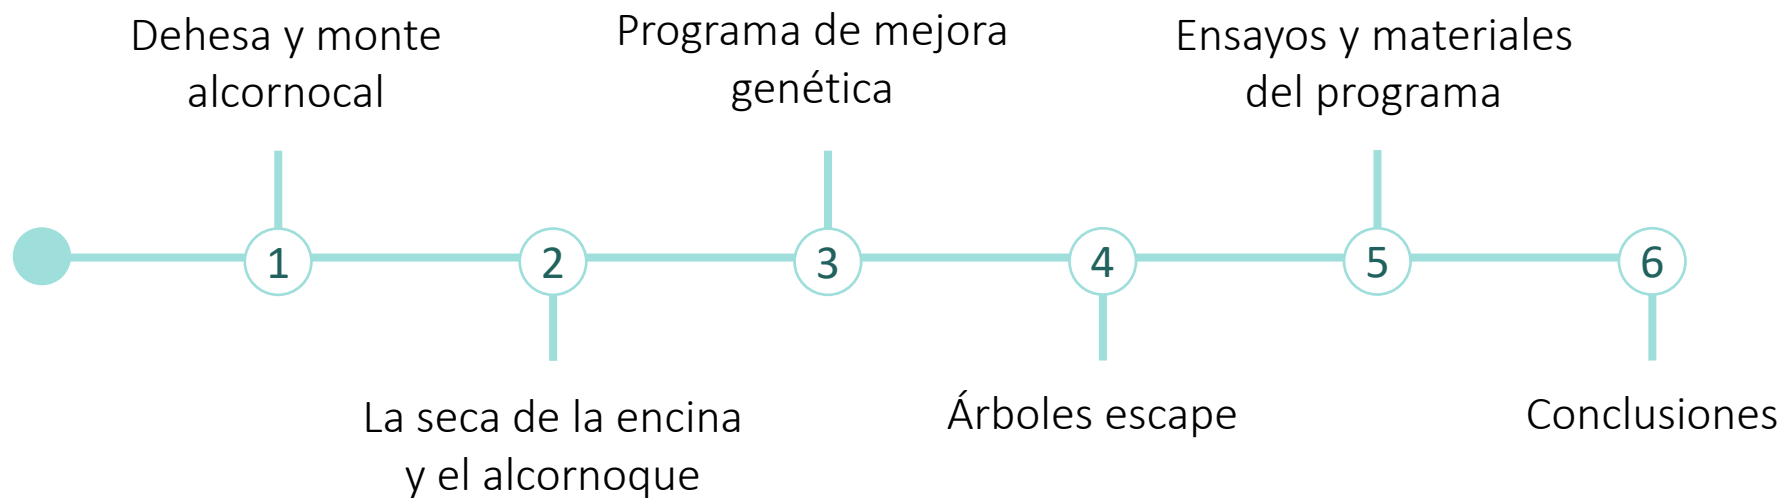 Dehesa y monte
alcornocal
Programa de mejora
genética
Ensayos y materiales
del programa
1
2
3
4
5
6
La seca de la encina
y el alcornoque
Árboles escape
Conclusiones